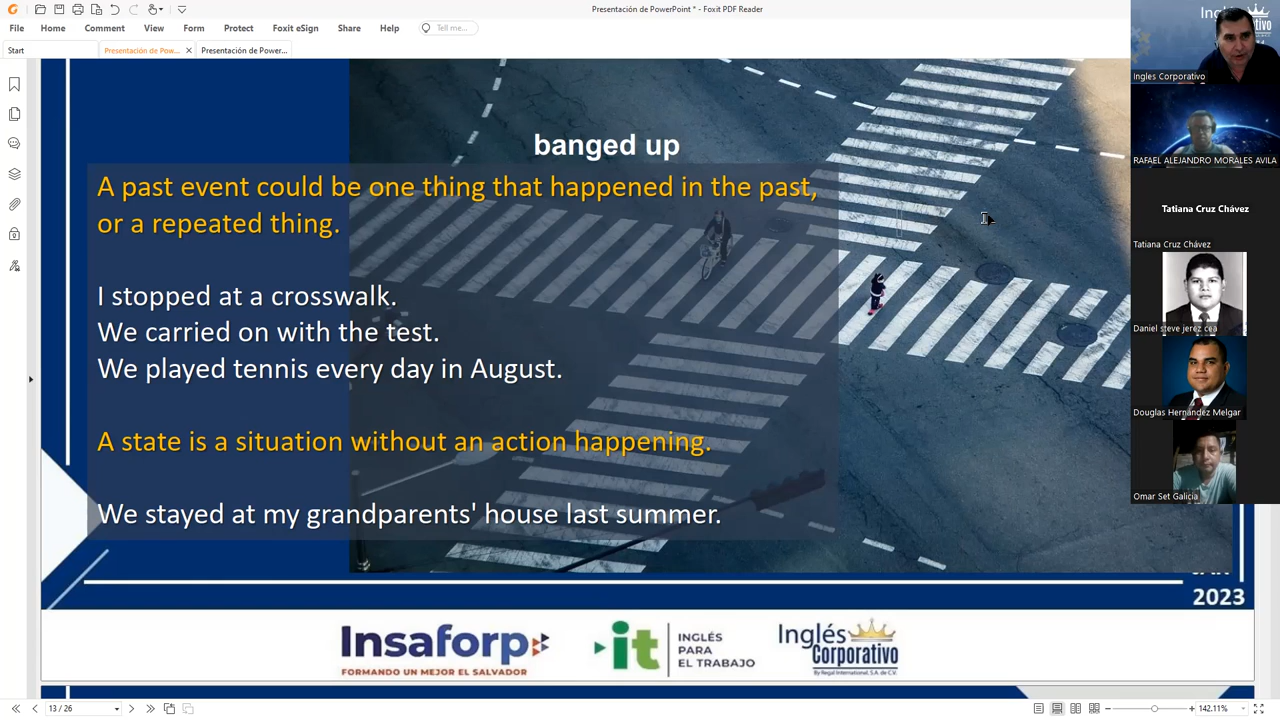 Presentación de PowerPoint * - Foxit PDF Reader
File Home Comment View Form Protect Foxit eSign Share Help Tell me...
Start Presentación de Pow... Presentación de Power...
banged up
A past event could be one thing that happened in the past,
or a repeated thing.
I stopped at a crosswalk.
We carried on with the test.
We played tennis every day in August.
A state is a situation without an action happening.
We stayed at my grandparents' house last summer.
2023
Insaforp
FORMANDO UN MEJOR EL SALVADOR
it
INGLÉS
PARA
EL TRABAJO
Inglés
Corporativo
By Regal International, S.A. de C.V.
13 / 26
142.11%
Ingles Corporativo
RAFAEL ALEJANDRO MORALES AVILA
Tatiana Cruz Chávez
Tatiana Cruz Chávez
Daniel steve jerez cea
Douglas Hernández Melgar
Omar Set Galicia